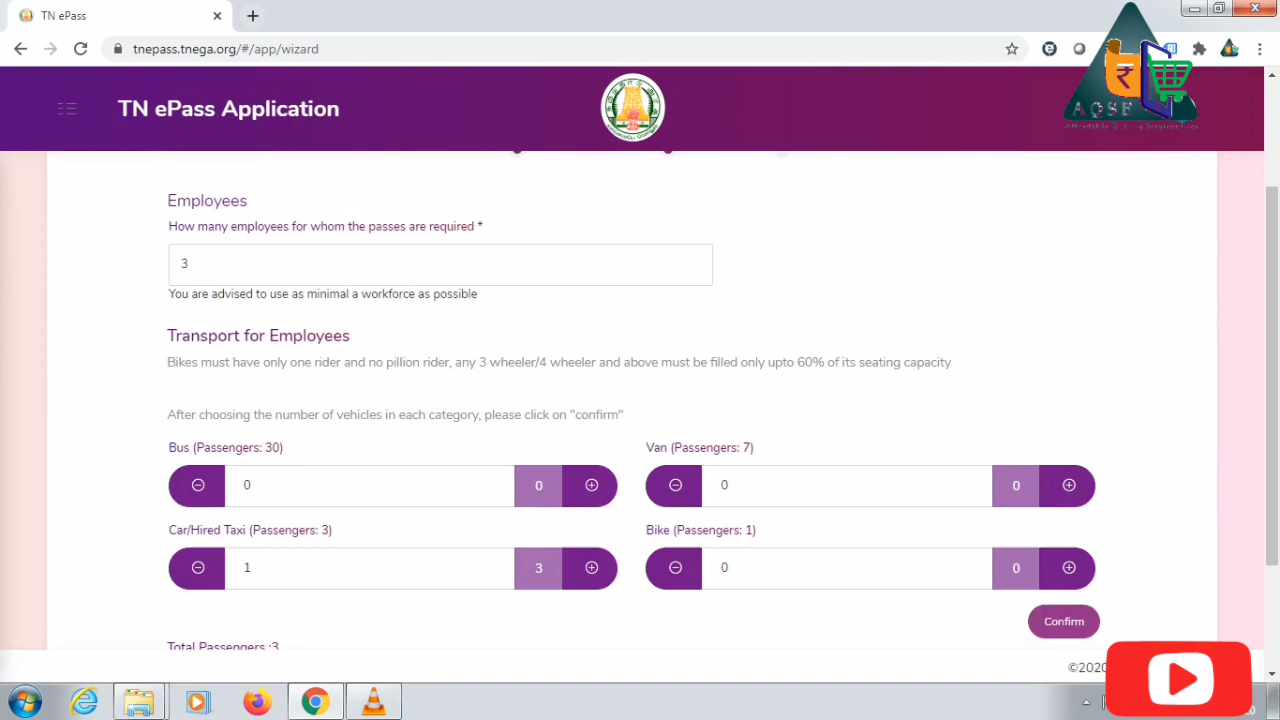 TN ePass
tnepass.tnega.org/#/app/wizard
TN ePass Application
AQSE
Employees
How many employees for whom the passes are required *
3
You are advised to use as minimal a workforce as possible
Transport for Employees
Bikes must have only one rider and no pillion rider, any 3 wheeler/4 wheeler and above must be filled only upto 60% of its seating capacity
After choosing the number of vehicles in each category, please click on "confirm"
Bus (Passengers: 30)
Van (Passengers: 7)
0 0
0 0
Car/Hired Taxi (Passengers: 3)
Bike (Passengers: 1)
1 3
0 0
Confirm
Total Passengers :3
©2020